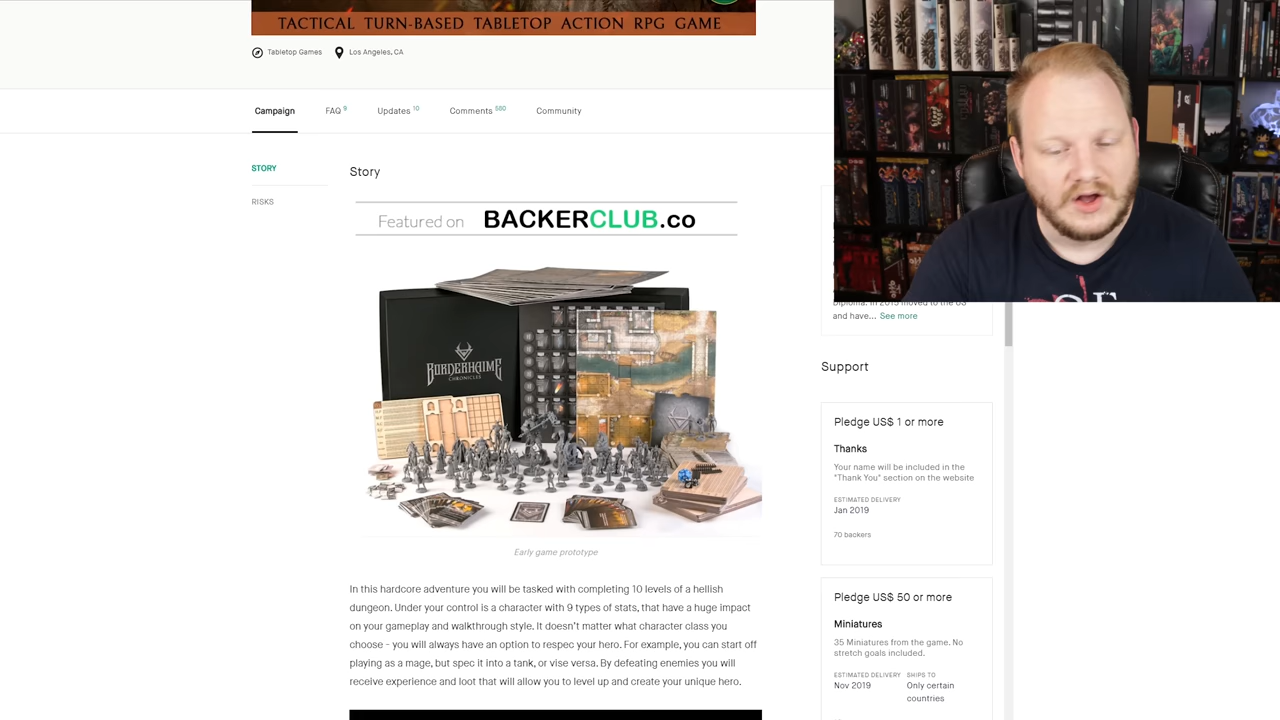 TACTICAL TURN-BASED TABLETOP ACTION RPG GAME
Tabletop Games
Los Angeles, CA
Campaign
FAQ 9
Updates 10
Comments 560
Community
STORY
RISKS
Story
Featured on BACKERCLUB.co
BORDERHAIME
CHRONICLES
Early game prototype
In this hardcore adventure you will be tasked with completing 10 levels of a hellish
dungeon. Under your control is a character with 9 types of stats, that have a huge impact
on your gameplay and walkthrough style. It doesn't matter what character class you
choose - you will always have an option to respec your hero. For example, you can start off
playing as a mage, but spec it into a tank, or vise versa. By defeating enemies you will
receive experience and loot that will allow you to level up and create your unique hero.
Diploma. In 2015 moved to the US
and have... See more
Support
Pledge US$ 1 or more
Thanks
Your name will be included in the
"Thank You" section on the website
ESTIMATED DELIVERY
Jan 2019
70 backers
Pledge US$ 50 or more
Miniatures
35 Miniatures from the game. No
stretch goals included.
ESTIMATED DELIVERY
Nov 2019
SHIPS TO
Only certain
countries